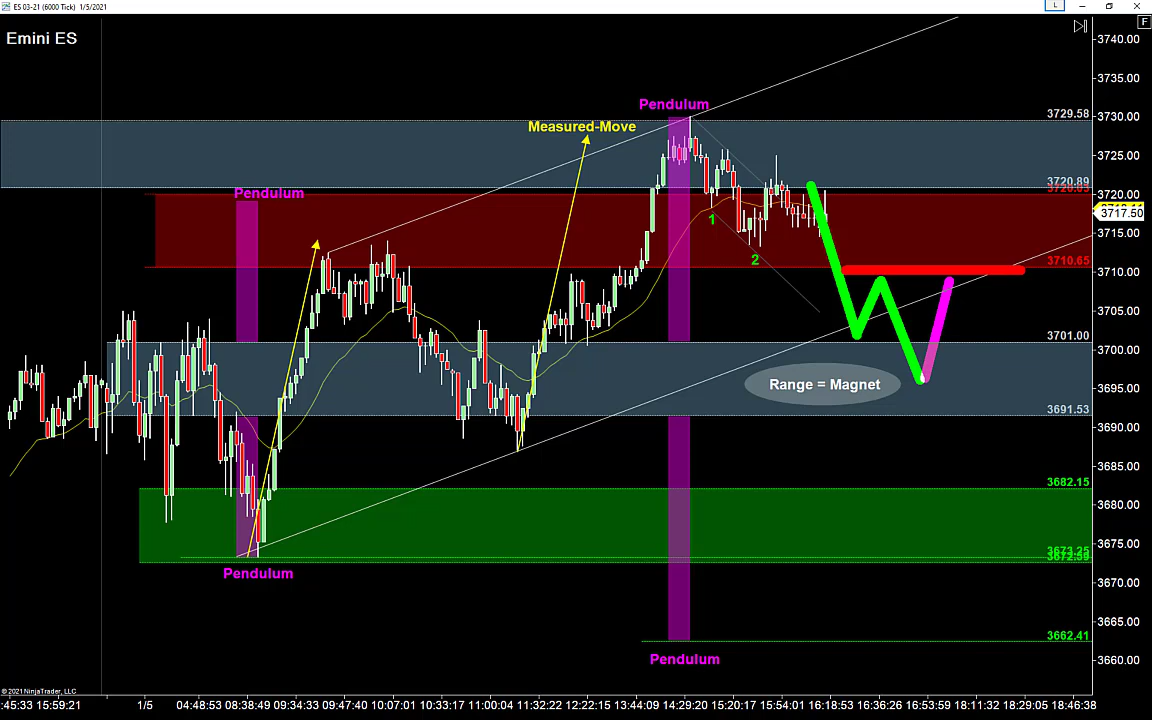 ES 03-21 (6000 Tick) 1/5/2021
L
F
Emini ES
3740.00
3735.00
Pendulum
3729.58
3730.00
Measured-Move
3725.00
3720.89
Pendulum
3720.00
3717.50
1
3715.00
2
3710.65
3710.00
3705.00
3701.00
3700.00
Range = Magnet
3695.00
3691.53
3690.00
3685.00
3682.15
3680.00
3675.00
3673.25
Pendulum
3670.00
3665.00
3662.41
3660.00
Pendulum
© 2021 NinjaTrader, LLC
:45:33 15:59:21 1/5 04:48:53 08:38:49 09:34:33 09:47:40 10:07:01 10:33:17 11:00:04 11:32:22 12:22:15 13:44:09 14:29:20 15:20:17 15:54:01 16:18:53 16:36:26 16:53:59 18:11:32 18:29:05 18:46:38